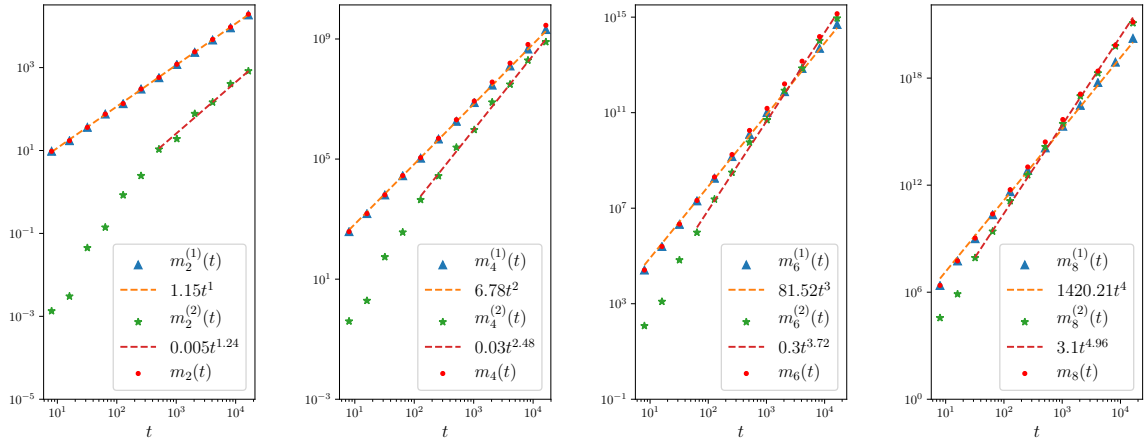 10^3
10^1
10^{-1}
10^{-3}
10^{-5}
10^1 10^2 10^3 10^4
t
m_2^{(1)}(t)
1.15t^1
m_2^{(2)}(t)
0.005t^{1.24}
m_2(t)
10^9
10^5
10^1
10^{-3}
10^1 10^2 10^3 10^4
t
m_4^{(1)}(t)
6.78t^2
m_4^{(2)}(t)
0.03t^{2.48}
m_4(t)
10^{15}
10^{11}
10^7
10^3
10^{-1}
10^1 10^2 10^3 10^4
t
m_6^{(1)}(t)
81.52t^3
m_6^{(2)}(t)
0.3t^{3.72}
m_6(t)
10^{18}
10^{12}
10^6
10^0
10^1 10^2 10^3 10^4
t
m_8^{(1)}(t)
1420.21t^4
m_8^{(2)}(t)
3.1t^{4.96}
m_8(t)